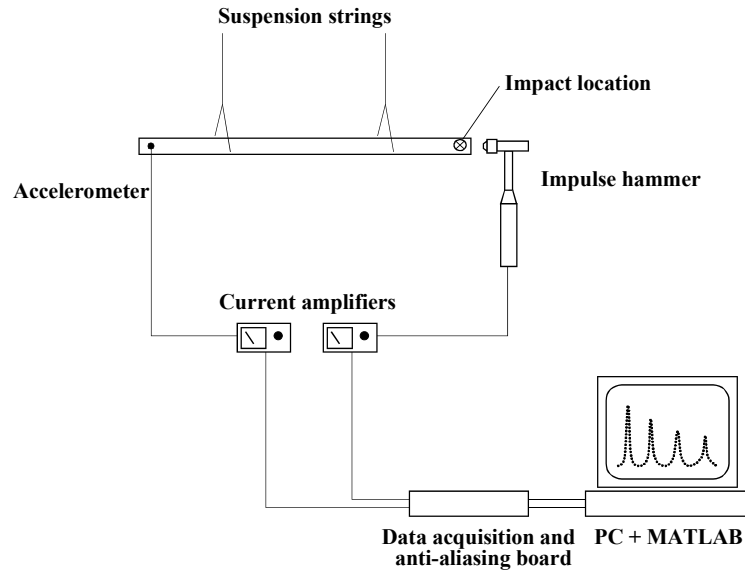 Suspension strings
Impact location
Accelerometer
Impulse hammer
Current amplifiers
Data acquisition and
anti-aliasing board
PC + MATLAB